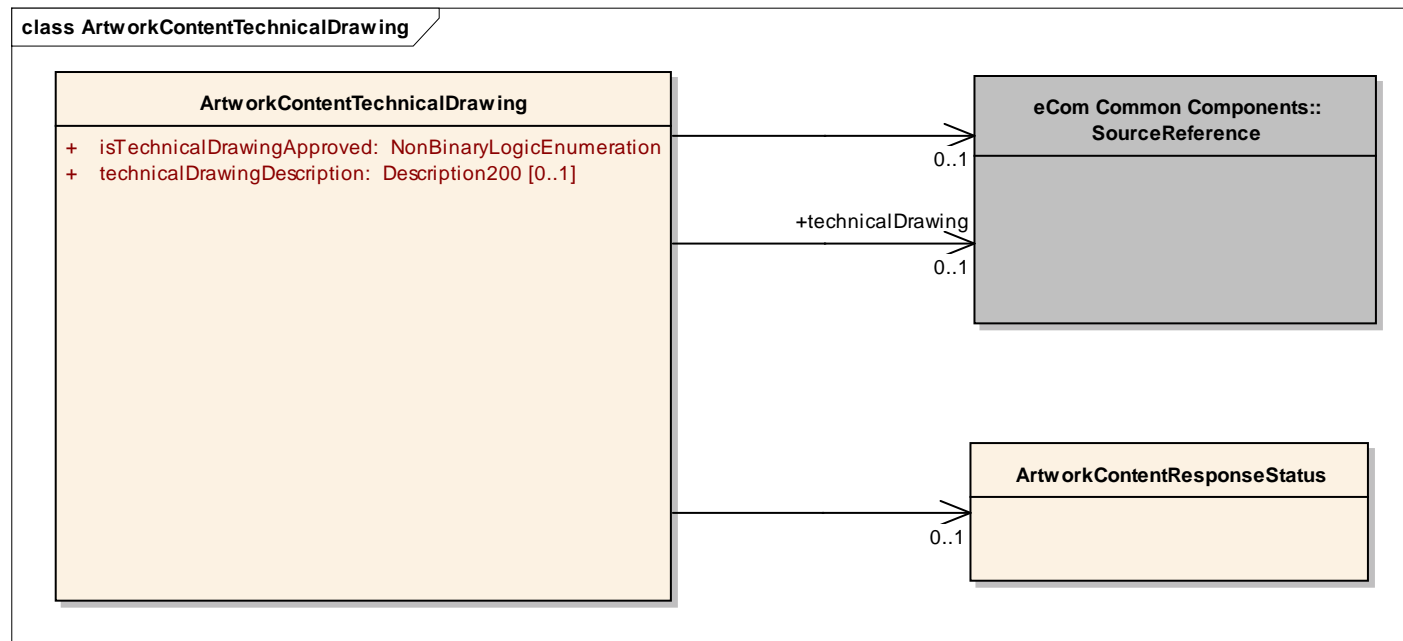 class ArtworkContentTechnicalDrawing
ArtworkContentTechnicalDrawing
+ isTechnicalDrawingApproved: NonBinaryLogicEnumeration
+ technicalDrawingDescription: Description200 [0..1]
eCom Common Components::
SourceReference
0..1
+technicalDrawing
0..1
ArtworkContentResponseStatus
0..1